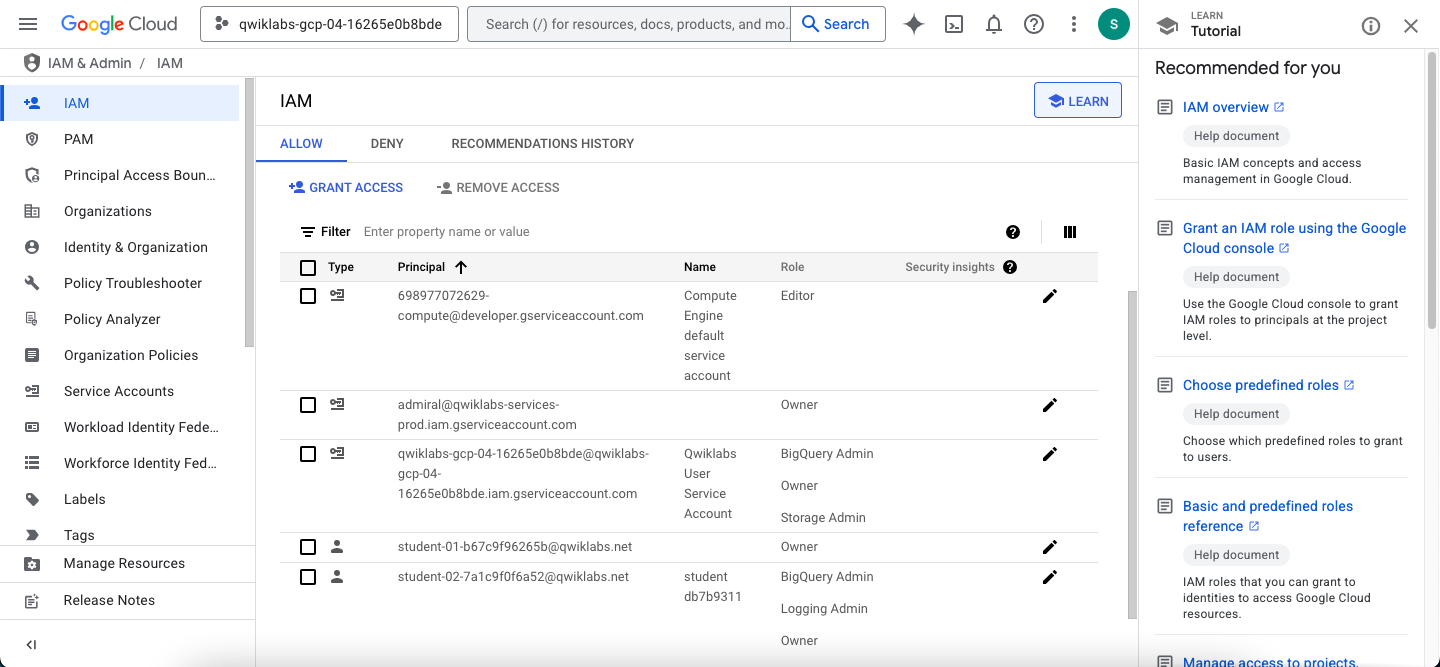 Google Cloud
qwiklabs-gcp-04-16265e0b8bde
Search (/) for resources, docs, products, and mo..
Search
S
LEARN
Tutorial
IAM & Admin / IAM
IAM
PAM
Principal Access Boun...
Organizations
Identity & Organization
Policy Troubleshooter
Policy Analyzer
Organization Policies
Service Accounts
Workload Identity Fede...
Workforce Identity Fed...
Labels
Tags
Manage Resources
Release Notes
IAM
LEARN
ALLOW
DENY
RECOMMENDATIONS HISTORY
GRANT ACCESS
REMOVE ACCESS
Filter Enter property name or value
Type Principal Name Role Security insights
698977072629-
compute@developer.gserviceaccount.com
Compute
Engine
default
service
account
Editor
admiral@qwiklabs-services-
prod.iam.gserviceaccount.com
Owner
qwiklabs-gcp-04-16265e0b8bde@qwiklabs-
gcp-04-
16265e0b8bde.iam.gserviceaccount.com
Qwiklabs
User
Service
Account
BigQuery Admin
Owner
Storage Admin
student-01-b67c9f96265b@qwiklabs.net
Owner
student-02-7a1c9f0f6a52@qwiklabs.net
student
db7b9311
BigQuery Admin
Logging Admin
Owner
Recommended for you
IAM overview
Help document
Basic IAM concepts and access
management in Google Cloud.
Grant an IAM role using the Google
Cloud console
Help document
Use the Google Cloud console to grant
IAM roles to principals at the project
level.
Choose predefined roles
Help document
Choose which predefined roles to grant
to users.
Basic and predefined roles
reference
Help document
IAM roles that you can grant to
identities to access Google Cloud
resources.
Manage access to projects,